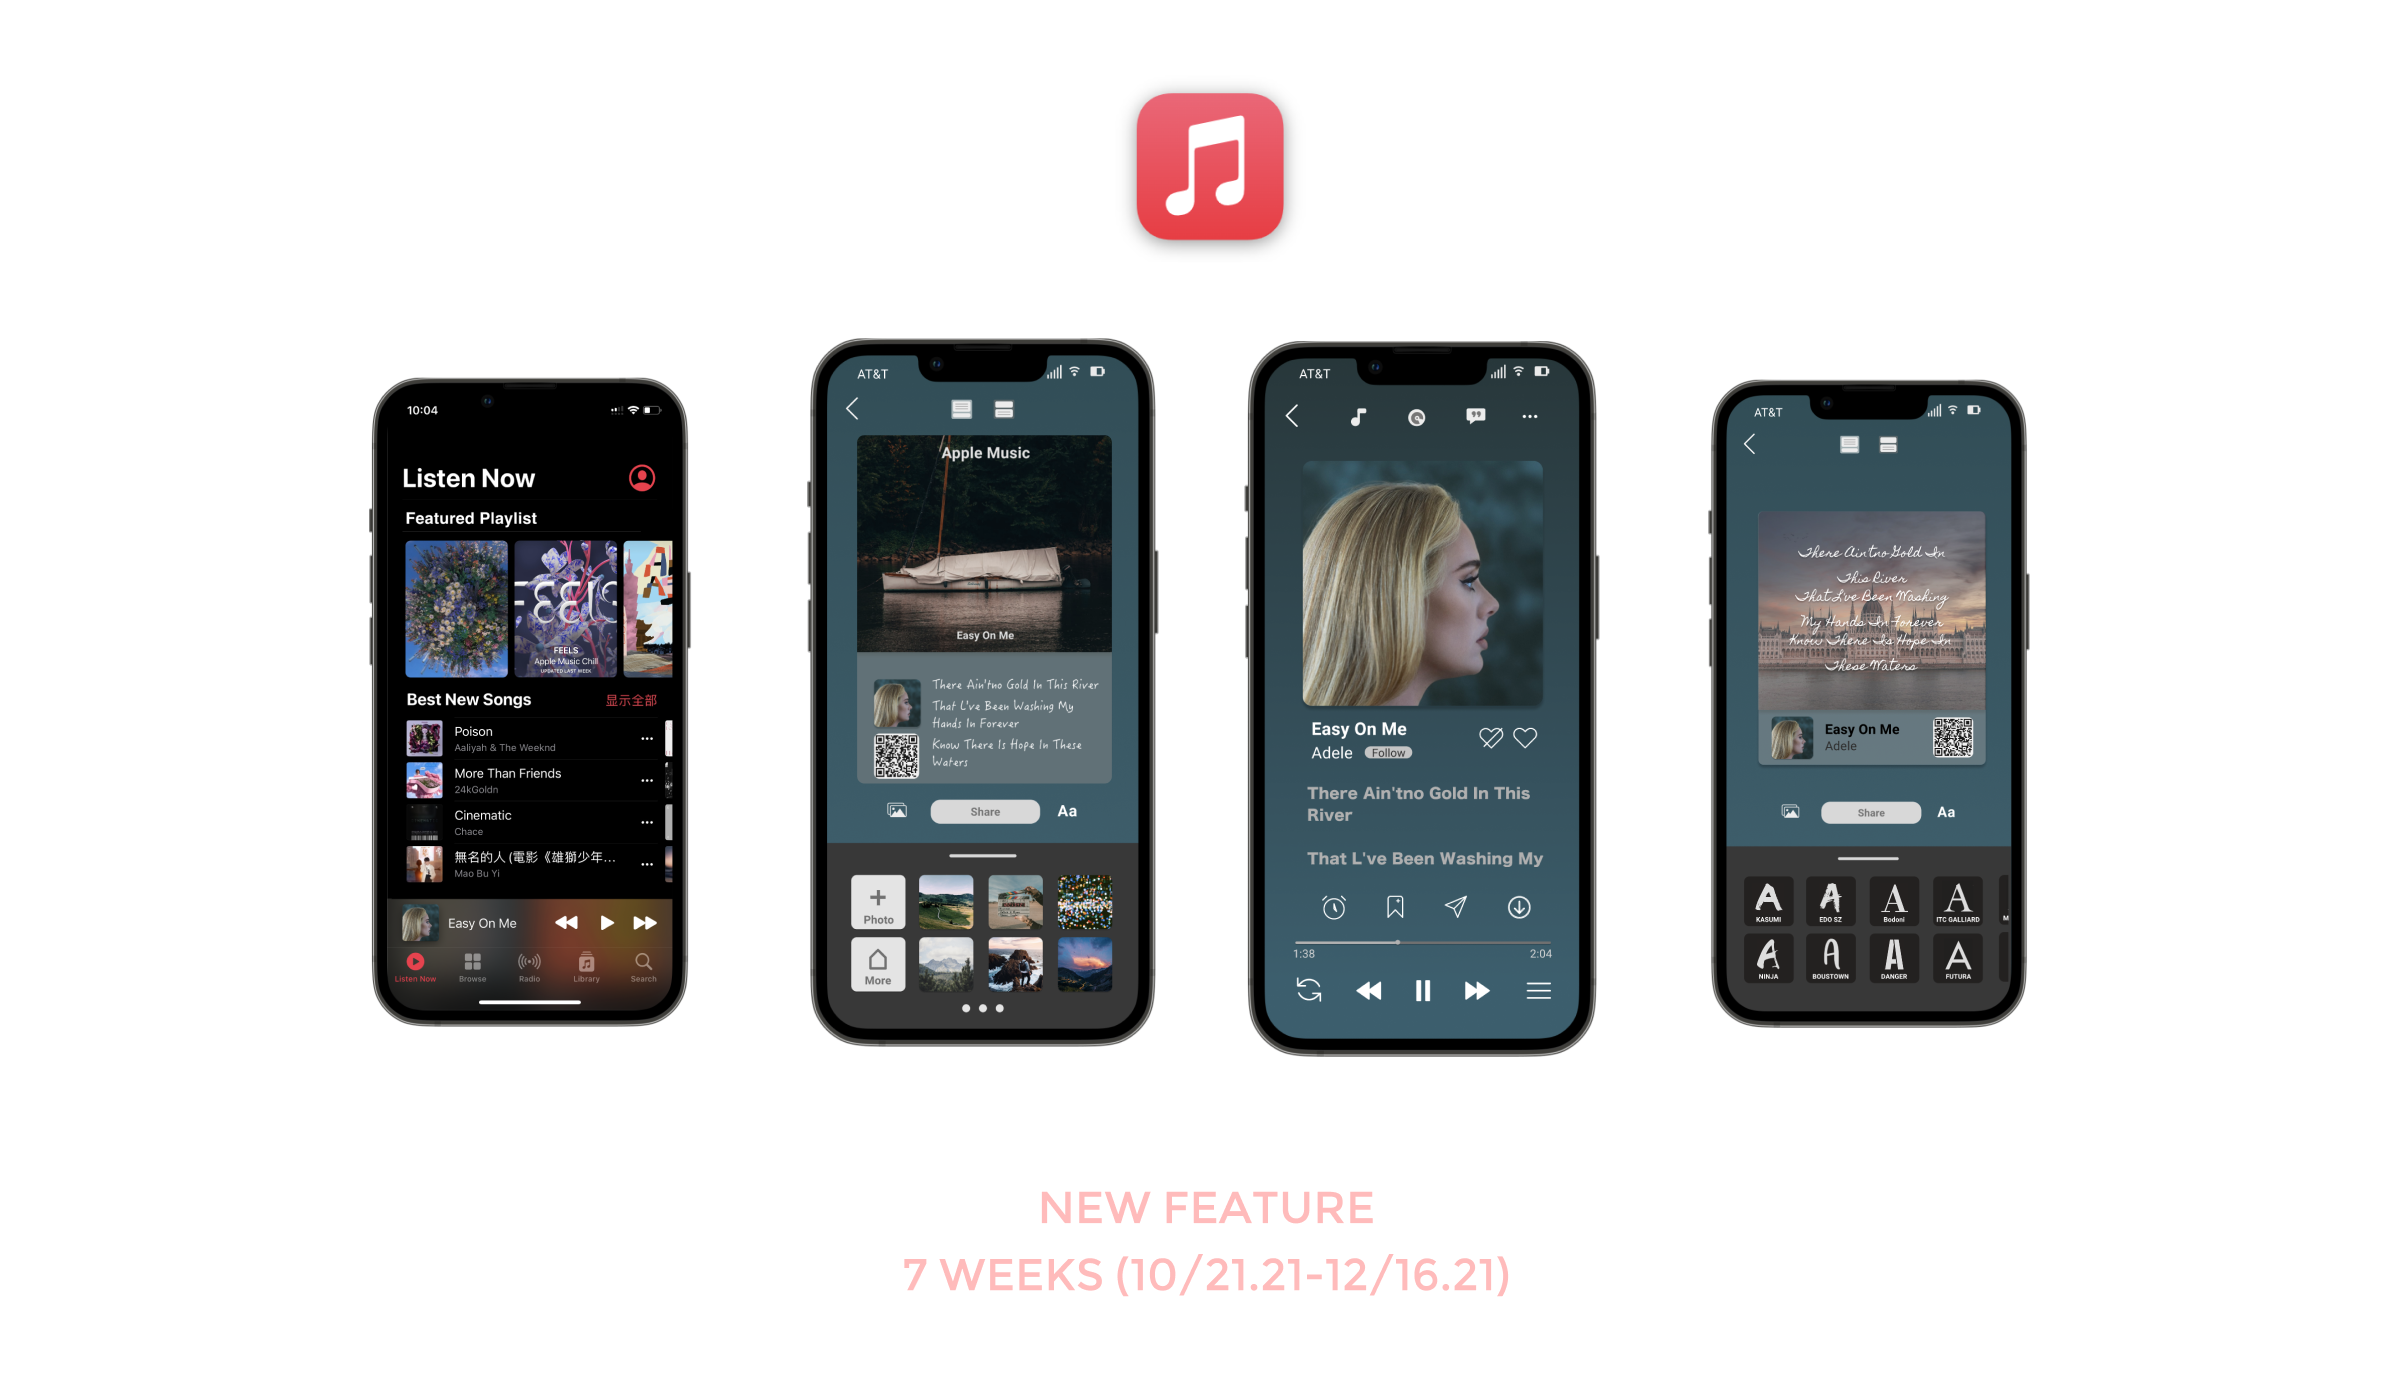 10:04
Listen Now
Featured Playlist
FEELS
FEELS
Apple Music Chill
UPDATED LAST WEEK
Best New Songs
显示全部
Poison
Aaliyah & The Weeknd
More Than Friends
24kGoldn
Cinematic
Chace
無名的人 (電影《雄獅少年...
Mao Bu Yi
Easy On Me
Listen Now
Browse
Radio
Library
Search
AT&T
Apple Music
Easy On Me
There Ain'tno Gold In This River
That L've Been Washing My
Hands In Forever
Know There Is Hope In These
Waters
Share
Aa
Photo
More
AT&T
Easy On Me
Adele
Follow
There Ain'tno Gold In This
River
That L've Been Washing My
1:38
2:04
AT&T
There Ain'tno Gold In
This River
That L've Been Washing
My Hands In Forever
Know There Is Hope In
These Waters
Easy On Me
Adele
Share
Aa
A
KASUMI
A
EDO SZ
A
Bodoni
A
ITC GALLIARD
M
A
NINJA
A
BOUSTOWN
A
DANGER
A
FUTURA
NEW FEATURE
7 WEEKS (10/21.21-12/16.21)